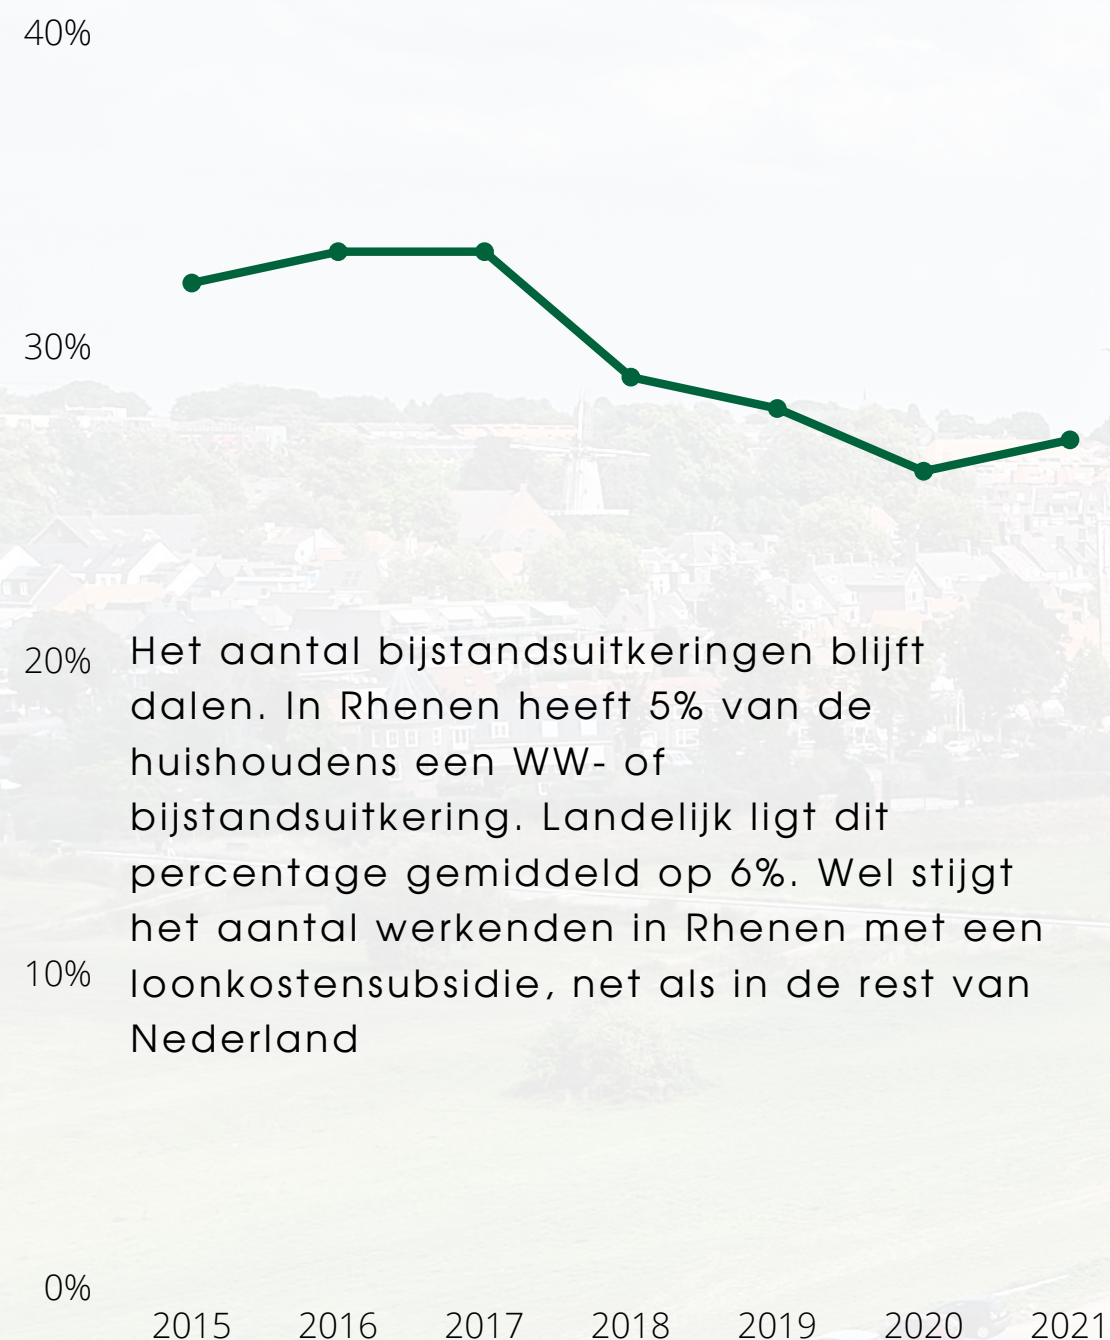 40%
30%
20%
Het aantal bijstandsuitkeringen blijft
dalen. In Rhenen heeft 5% van de
huishoudens een WW- of
bijstandsuitkering. Landelijk ligt dit
percentage gemiddeld op 6%. Wel stijgt
het aantal werkenden in Rhenen met een
10%
loonkostensubsidie, net als in de rest van
Nederland
0%
2015 2016 2017 2018 2019 2020 2021